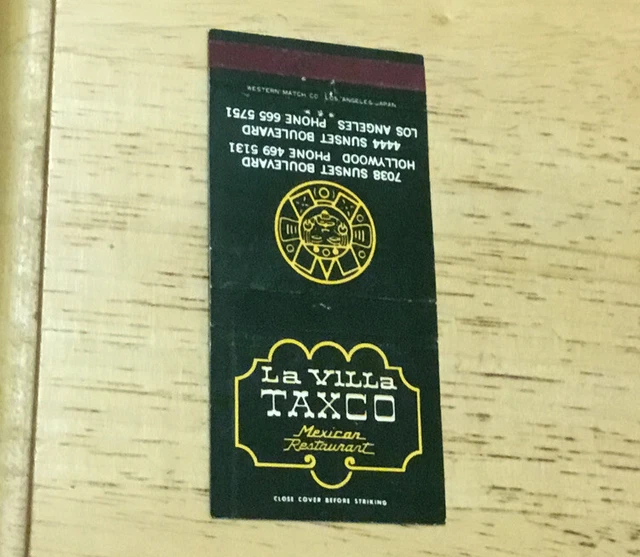 WESTERN MATCH CO. LOS ANGELES-JAPAN
7038 SUNSET BOULEVARD
HOLLYWOOD PHONE 469 5131
4444 SUNSET BOULEVARD
LOS ANGELES PHONE 665 5751
La VILLa
TAXCO
Mexican
Restaurant
CLOSE COVER BEFORE STRIKING